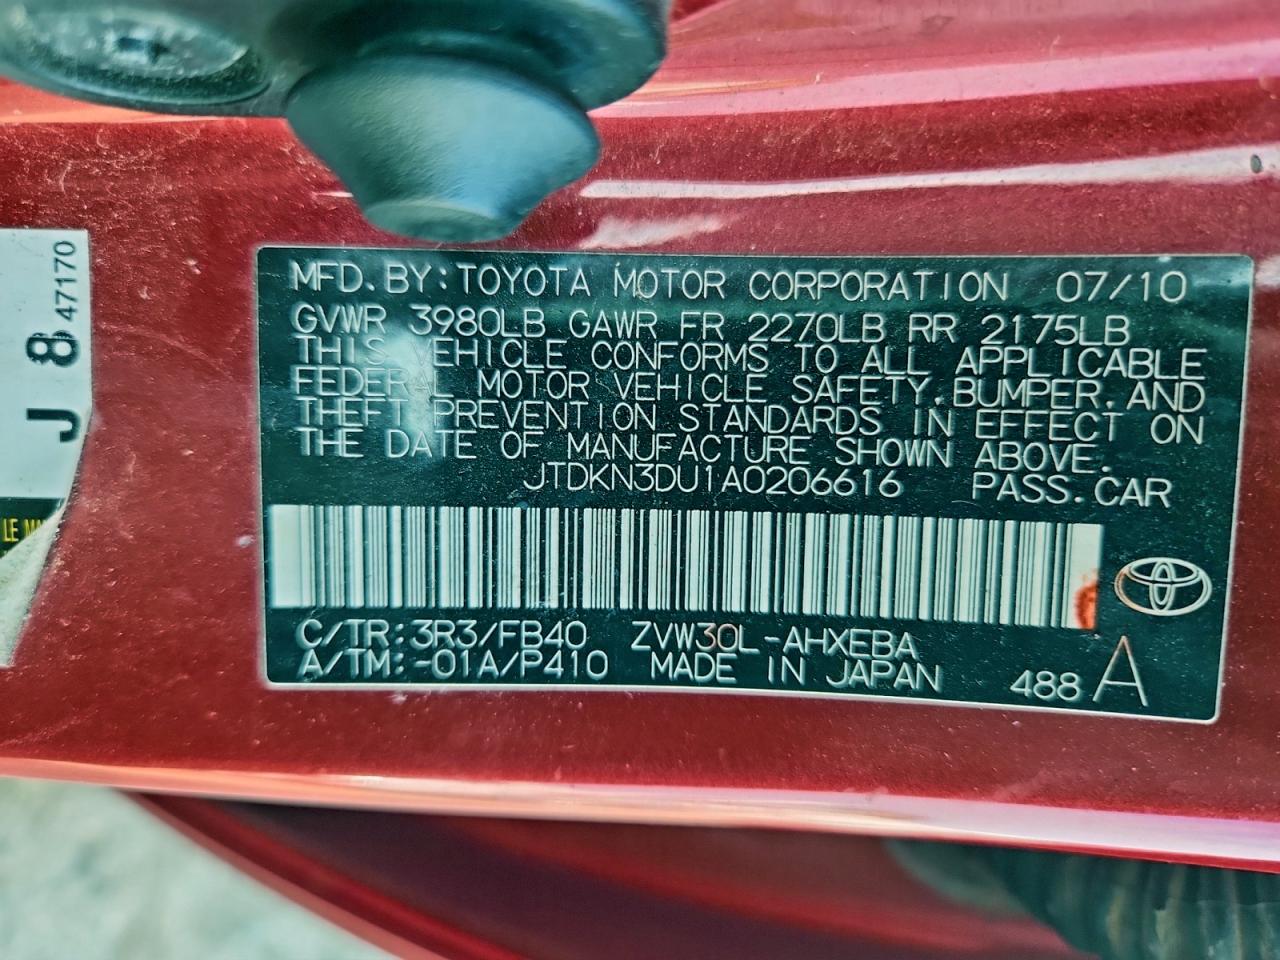 MFD. BY: TOYOTA MOTOR CORPORATION 07/10
GVWR 3980LB GAWR FR 2270LB RR 2175LB
THIS VEHICLE CONFORMS TO ALL APPLICABLE
FEDERAL MOTOR VEHICLE SAFETY, BUMPER, AND
THEFT PREVENTION STANDARDS IN EFFECT ON
THE DATE OF MANUFACTURE SHOWN ABOVE.
JTDKN3DU1A0206616 PASS. CAR
C/TR: 3R3/FB40 ZVW30L-AHXEBA
A/TM: -01A/P410 MADE IN JAPAN 488 A
J 8 47170
LE